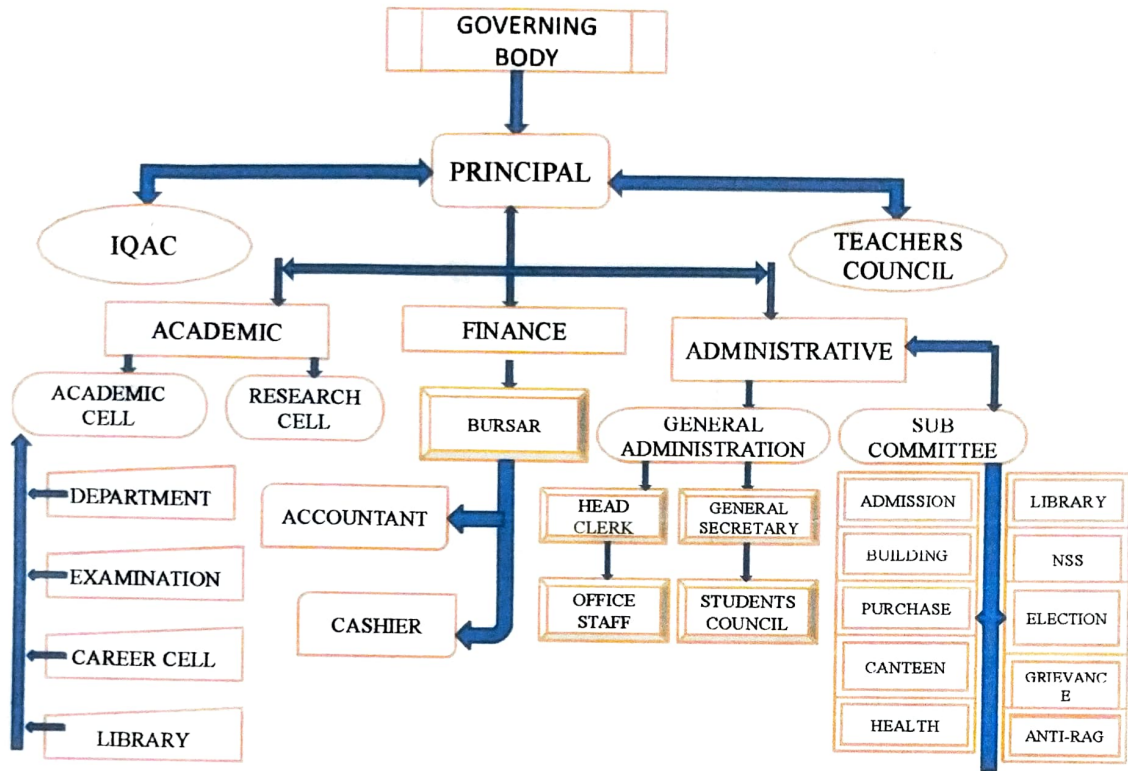 GOVERNING
BODY
PRINCIPAL
IQAC
TEACHERS
COUNCIL
ACADEMIC
FINANCE
ADMINISTRATIVE
ACADEMIC
CELL
RESEARCH
CELL
BURSAR
GENERAL
ADMINISTRATION
SUB
COMMITTEE
DEPARTMENT
EXAMINATION
CAREER CELL
LIBRARY
ACCOUNTANT
CASHIER
HEAD
CLERK
GENERAL
SECRETARY
OFFICE
STAFF
STUDENTS
COUNCIL
ADMISSION
BUILDING
PURCHASE
CANTEEN
HEALTH
LIBRARY
NSS
ELECTION
GRIEVANC
E
ANTI-RAG